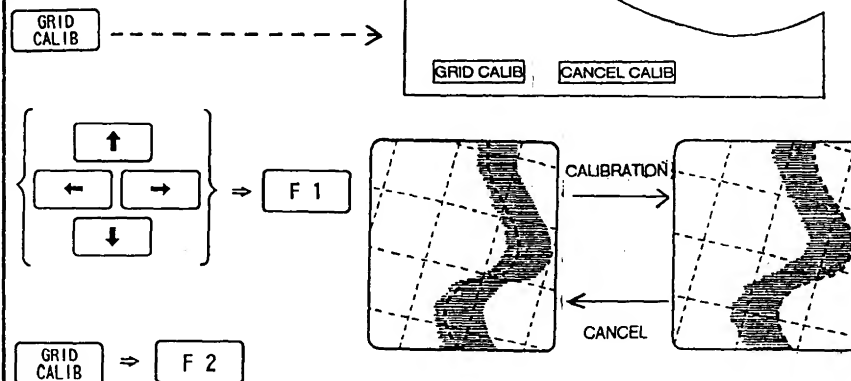 GRID
CALIB
GRID CALIB CANCEL CALIB
↑
← → ⇒ F 1
↓
CALIBRATION
CANCEL
GRID
CALIB ⇒ F 2